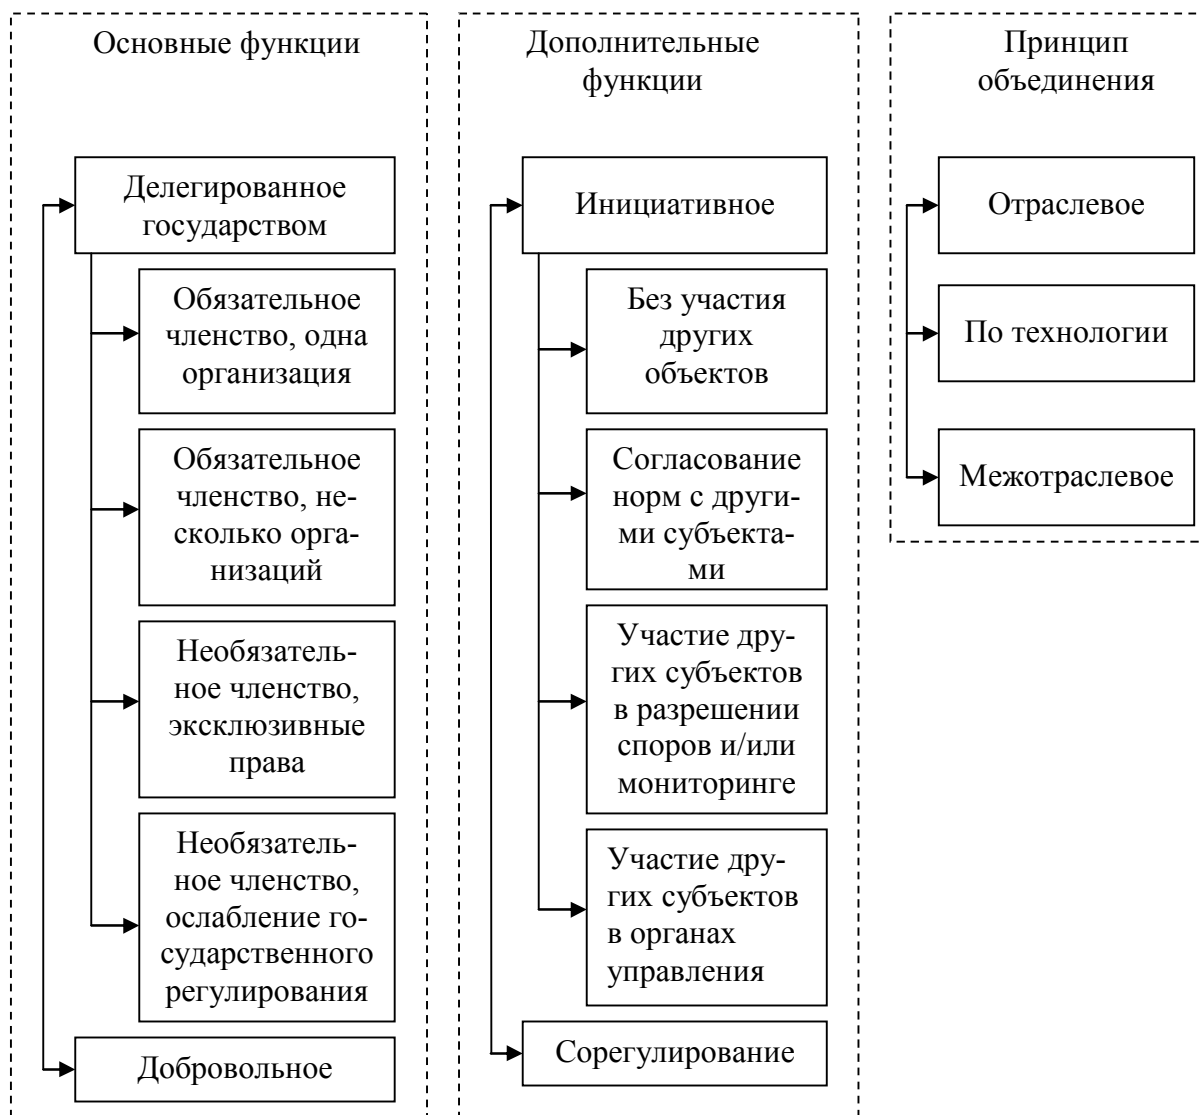 Основные функции
Делегированное
государством
Обязательное
членство, одна
организация
Обязательное
членство, не-
сколько орга-
низаций
Необязатель-
ное членство,
эксклюзивные
права
Необязатель-
ное членство,
ослабление го-
сударственного
регулирования
Добровольное
Дополнительные
функции
Инициативное
Без участия
других
объектов
Согласование
норм с други-
ми субъекта-
ми
Участие дру-
гих субъектов
в разрешении
споров и/или
мониторинге
Участие дру-
гих субъектов
в органах
управления
Сорегулирование
Принцип
объединения
Отраслевое
По технологии
Межотраслевое